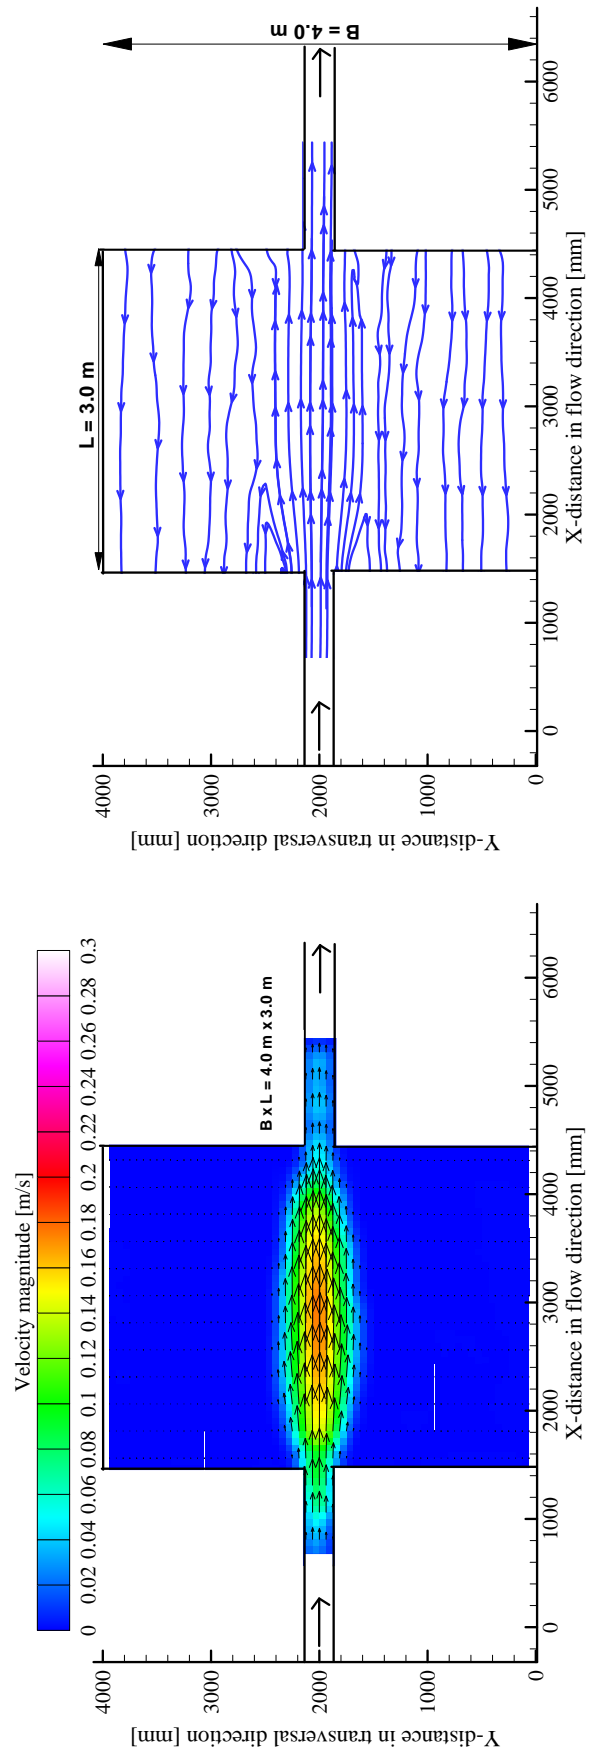 Velocity magnitude [m/s]
0 0.02 0.04 0.06 0.08 0.1 0.12 0.14 0.16 0.18 0.2 0.22 0.24 0.26 0.28 0.3
B x L = 4.0 m x 3.0 m
Y-distance in transversal direction [mm]
4000
3000
2000
1000
0
0 1000 2000 3000 4000 5000 6000
X-distance in flow direction [mm]
B = 4.0 m
L = 3.0 m
Y-distance in transversal direction [mm]
4000
3000
2000
1000
0
0 1000 2000 3000 4000 5000 6000
X-distance in flow direction [mm]